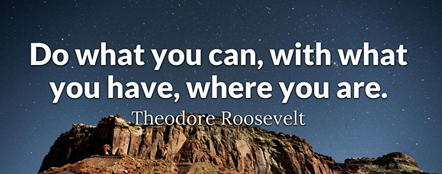 Do what you can, with what
you have, where you are.
Theodore Roosevelt